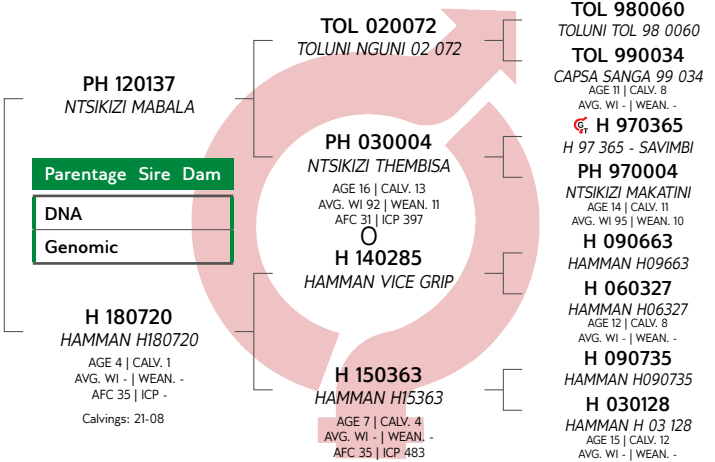 PH 120137
NTSIKIZI MABALA
Parentage Sire Dam
DNA
Genomic
H 180720
HAMMAN H180720
AGE 4 | CALV. 1
AVG. WI - | WEAN. -
AFC 35 | ICP -
Calvings: 21-08
TOL 020072
TOLUNI NGUNI 02 072
PH 030004
NTSIKIZI THEMBISA
AGE 16 | CALV. 13
AVG. WI 92 | WEAN. 11
AFC 31 | ICP 397
O
H 140285
HAMMAN VICE GRIP
H 150363
HAMMAN H15363
AGE 7 | CALV. 4
AVG. WI - | WEAN. -
AFC 35 | ICP 483
TOL 980060
TOLUNI TOL 98 0060
TOL 990034
CAPSA SANGA 99 034
AGE 11 | CALV. 8
AVG. WI - | WEAN. -
H 970365
H 97 365 - SAVIMBI
PH 970004
NTSIKIZI MAKATINI
AGE 14 | CALV. 11
AVG. WI 95 | WEAN. 10
H 090663
HAMMAN H09663
H 060327
HAMMAN H06327
AGE 12 | CALV. 8
AVG. WI - | WEAN. -
H 090735
HAMMAN H090735
H 030128
HAMMAN H 03 128
AGE 15 | CALV. 12
AVG. WI - | WEAN. -